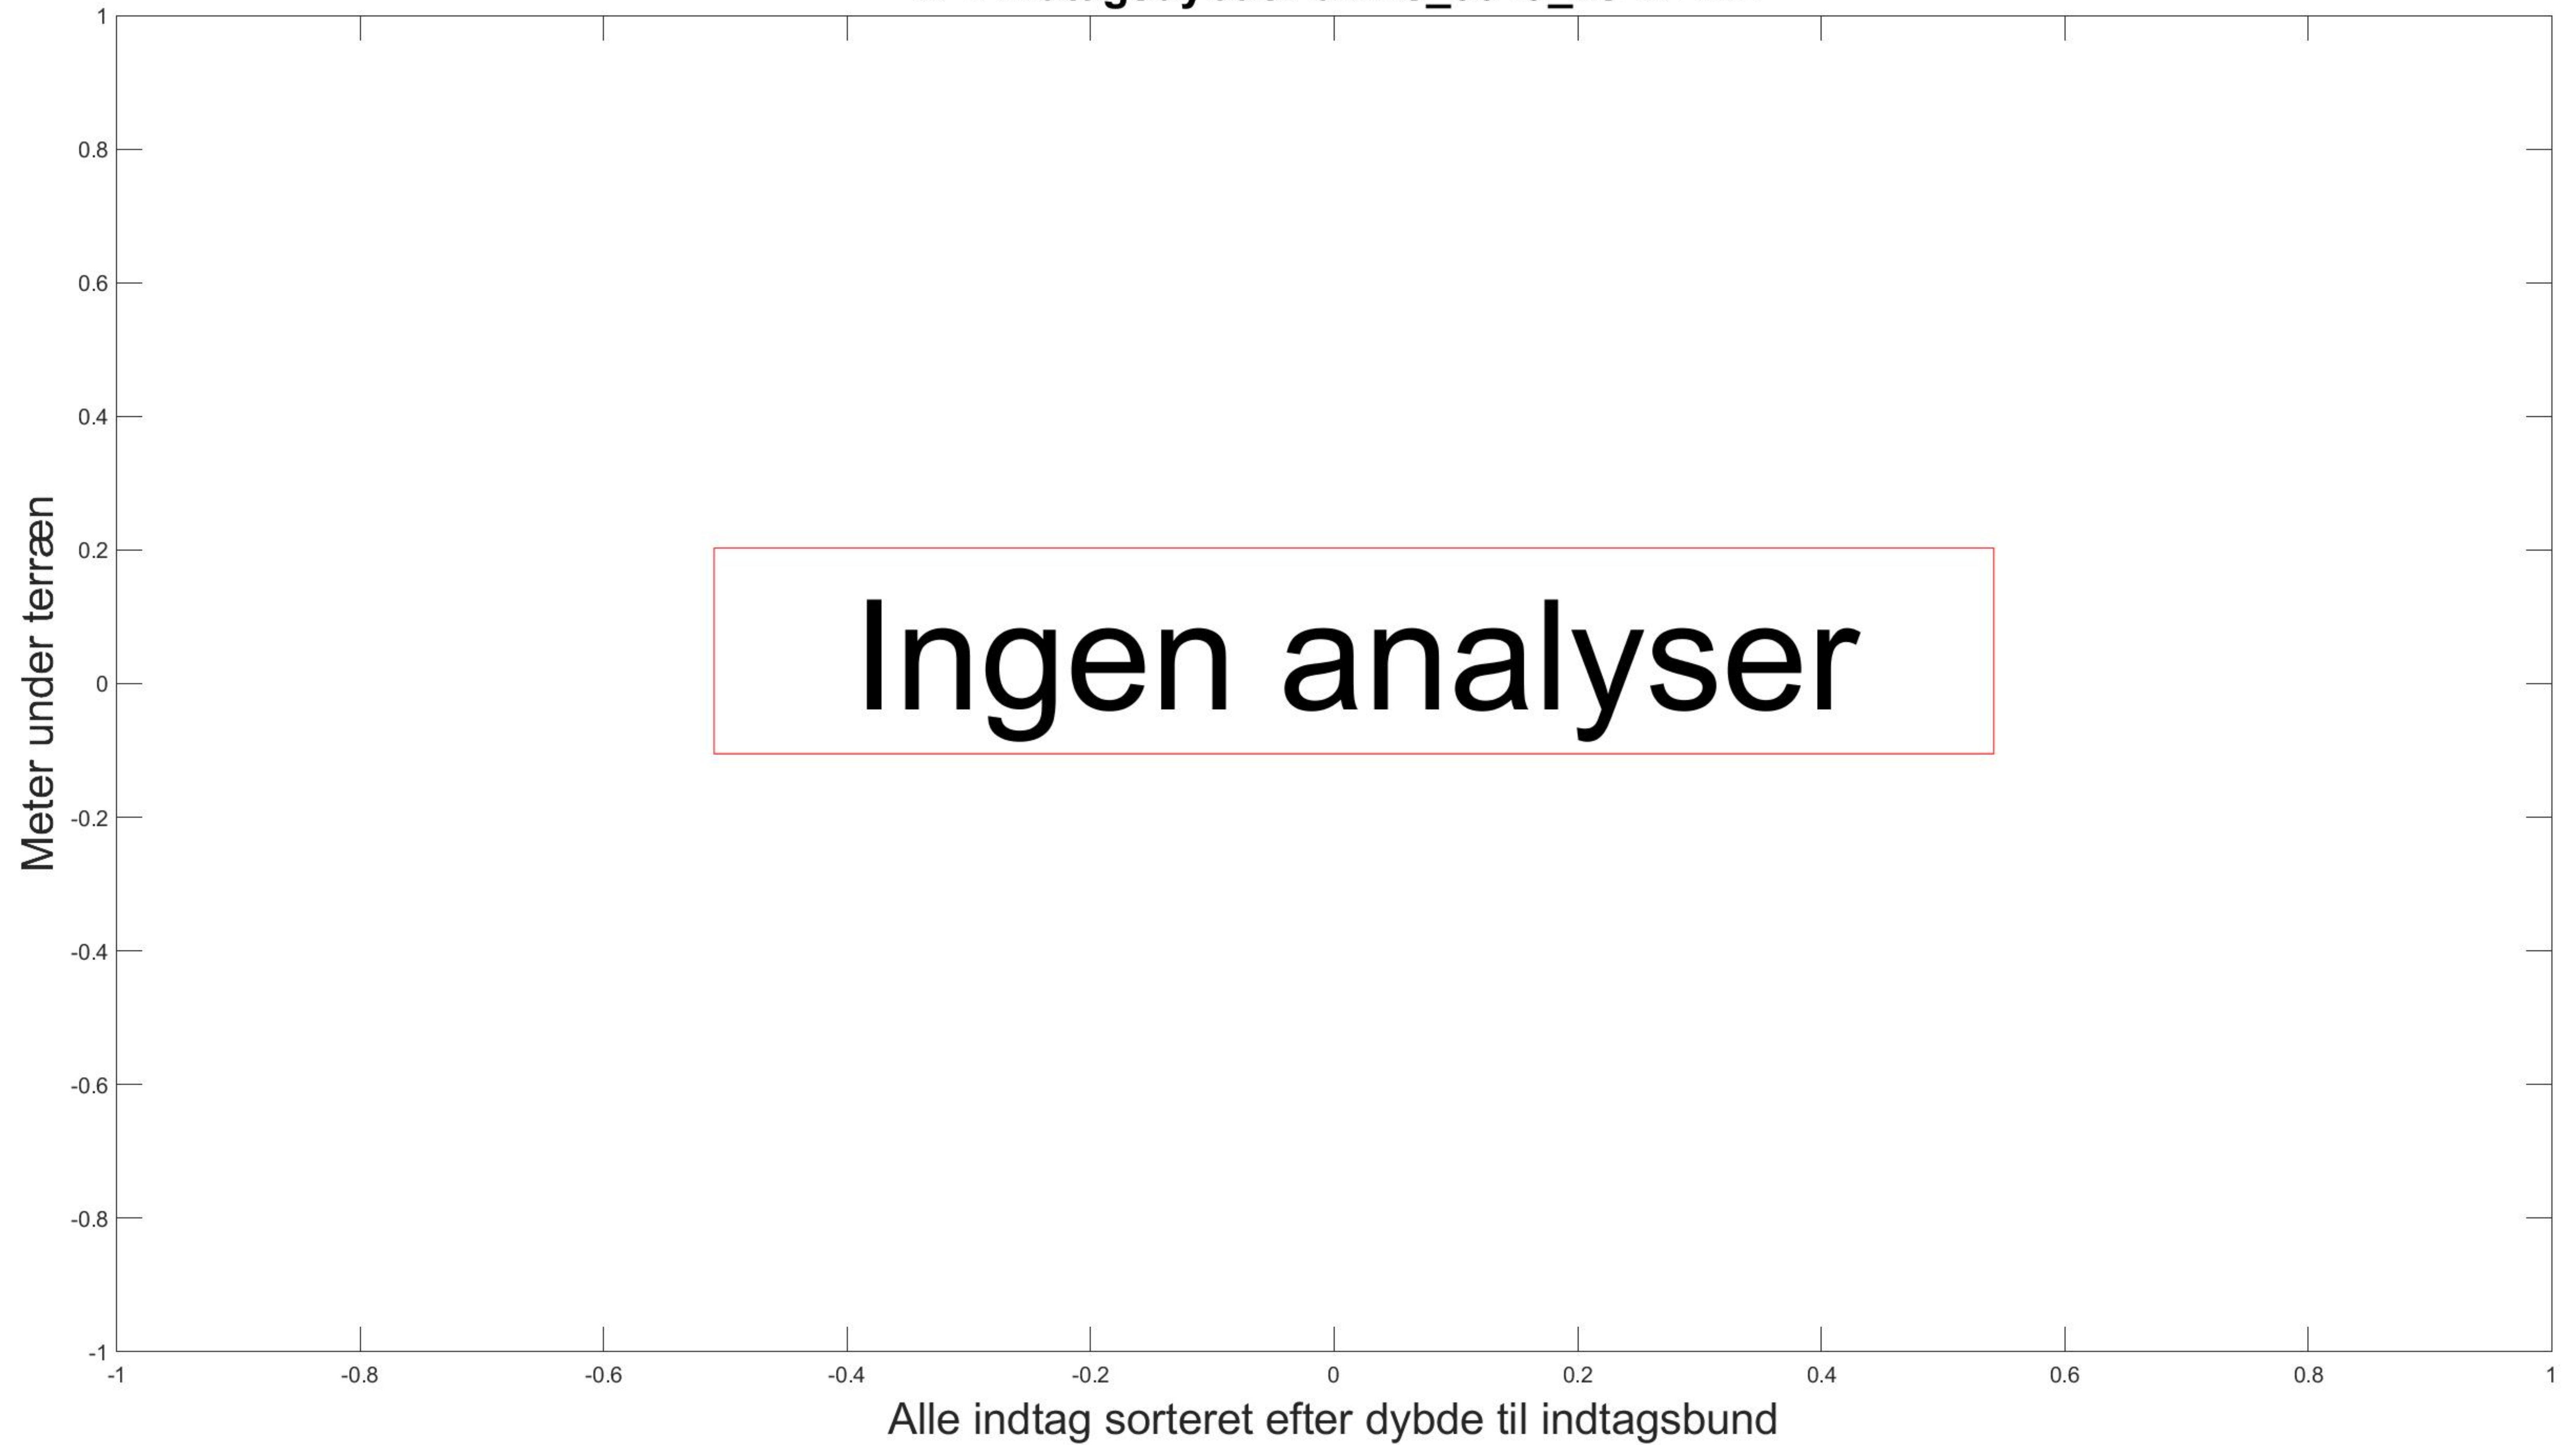 1
0.8
0.6
0.4
0.2
0
-0.2
-0.4
-0.6
-0.8
-1
Meter under terræn
Ingen analyser
-1 -0.8 -0.6 -0.4 -0.2 0 0.2 0.4 0.6 0.8 1
Alle indtag sorteret efter dybde til indtagsbund